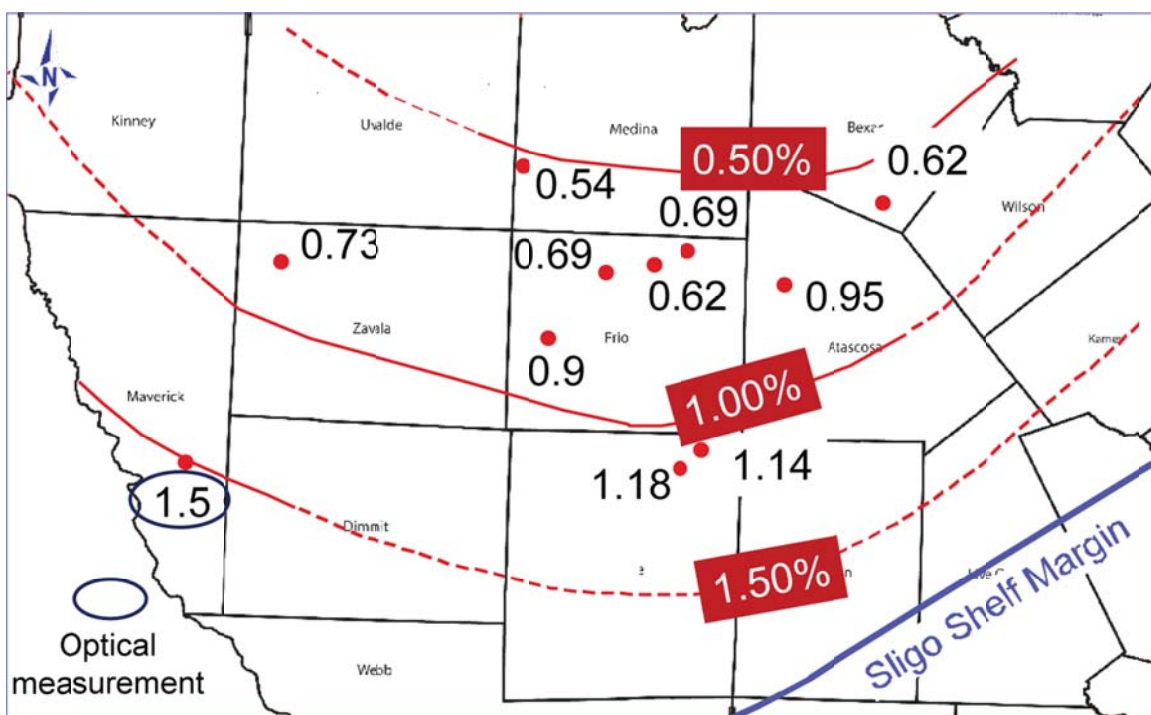 N
Kinney
Uvalde
Medina
Bexar
0.50%
0.62
0.54
0.69
Wilson
0.73
0.69
0.62
0.95
Zavala
Frio
Atascosa
0.9
Maverick
1.00%
1.5
1.18
1.14
Dimmit
1.50%
Optical
measurement
Webb
Sligo Shelf Margin